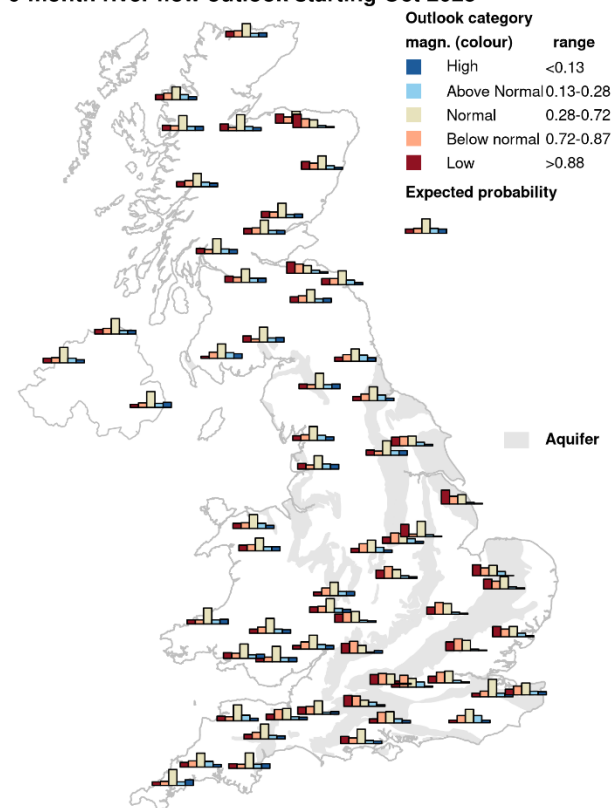 Outlook category
magn. (colour) range
High <0.13
Above Normal 0.13-0.28
Normal 0.28-0.72
Below normal 0.72-0.87
Low >0.88
Expected probability
Aquifer